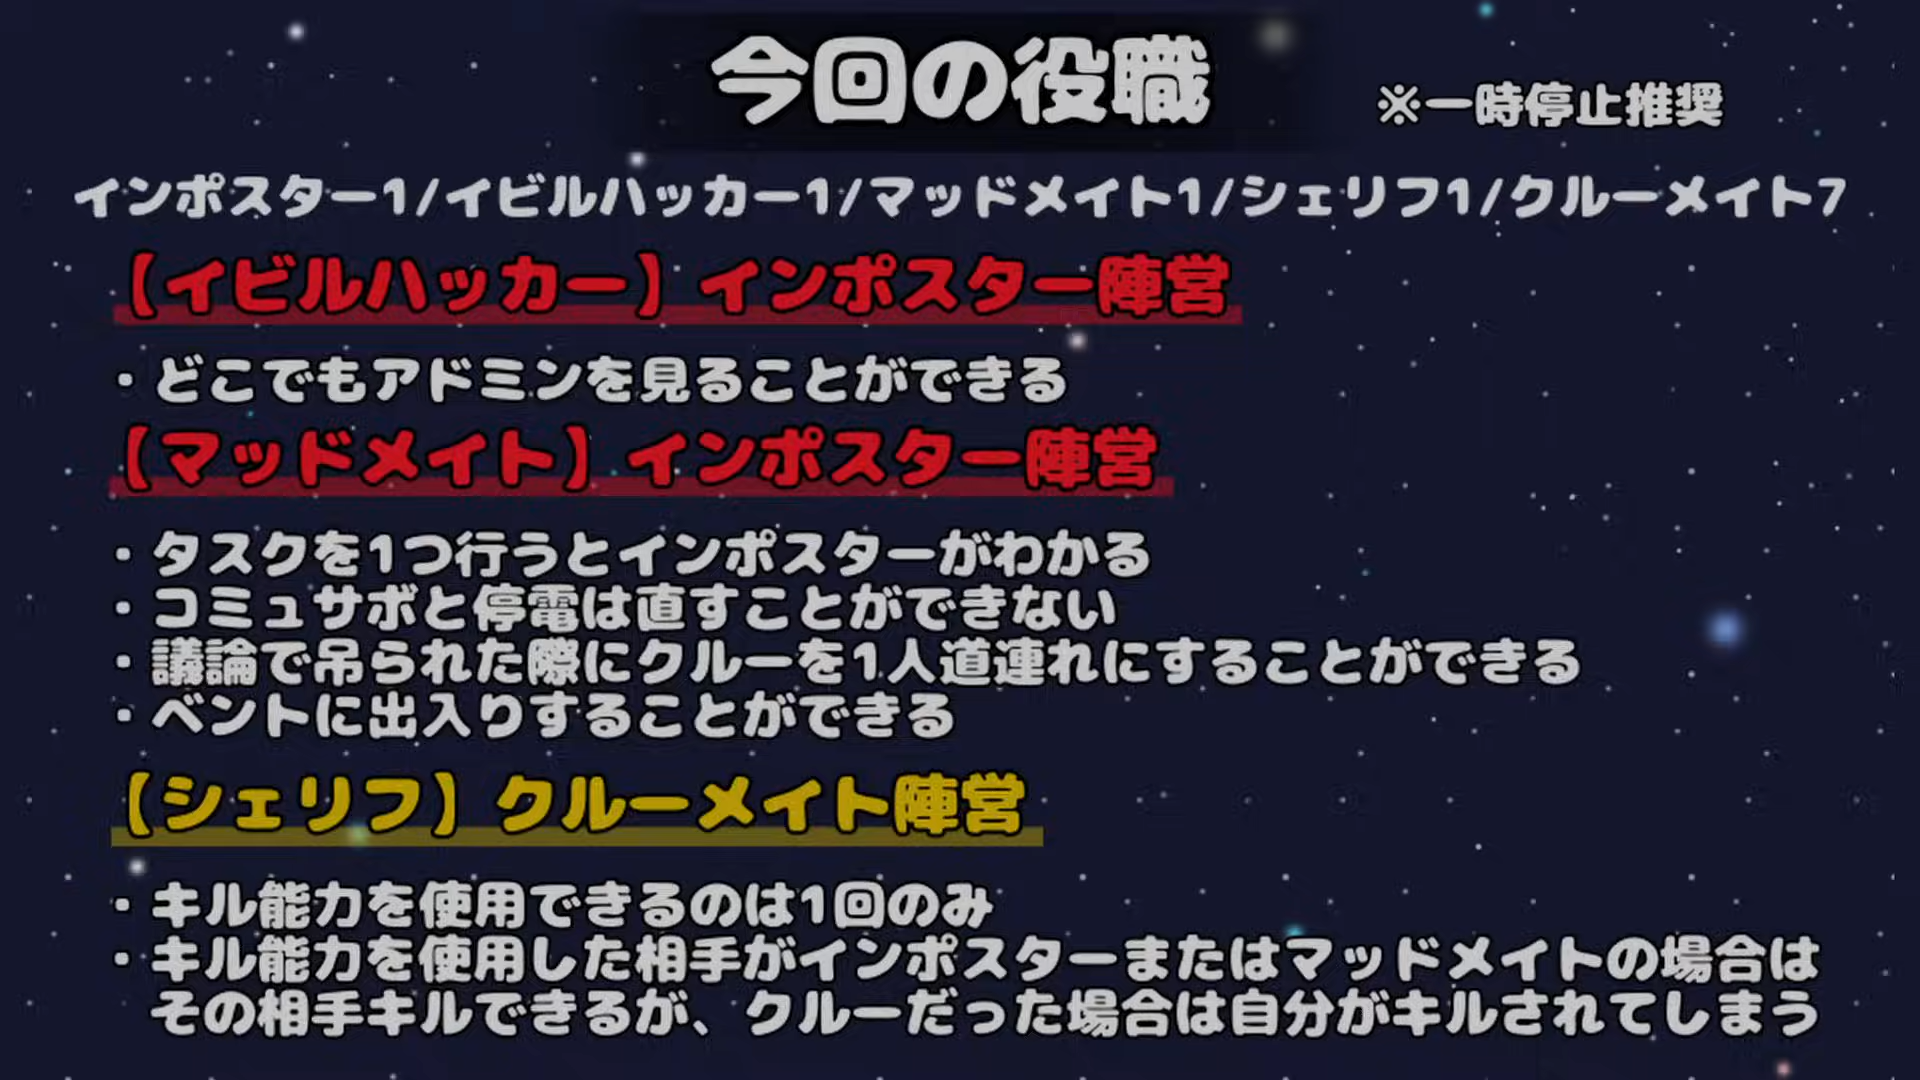 今回の役職
※一時停止推奨
インポスター1/イビルハッカー1/マッドメイト1/シェリフ1/クルーメイト7
【イビルハッカー】インポスター陣営
・どこでもアドミンを見ることができる
【マッドメイト】インポスター陣営
・タスクを1つ行うとインポスターがわかる
・コミュサボと停電は直すことができない
・議論で吊られた際にクルーを1人道連れにすることができる
・ベントに出入りすることができる
【シェリフ】クルーメイト陣営
・キル能力を使用できるのは1回のみ
・キル能力を使用した相手がインポスターまたはマッドメイトの場合は
その相手キルできるが、クルーだった場合は自分がキルされてしまう